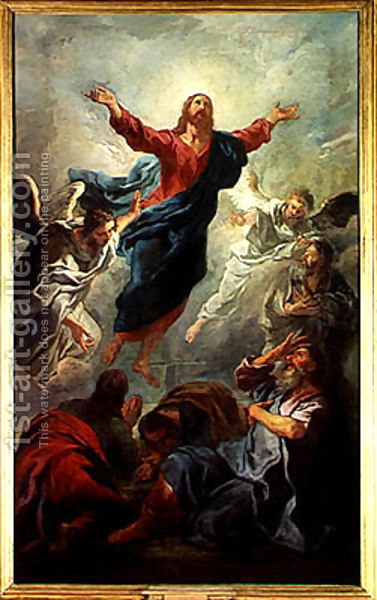 1st-art-gallery.com
This watermark does not appear on the painting